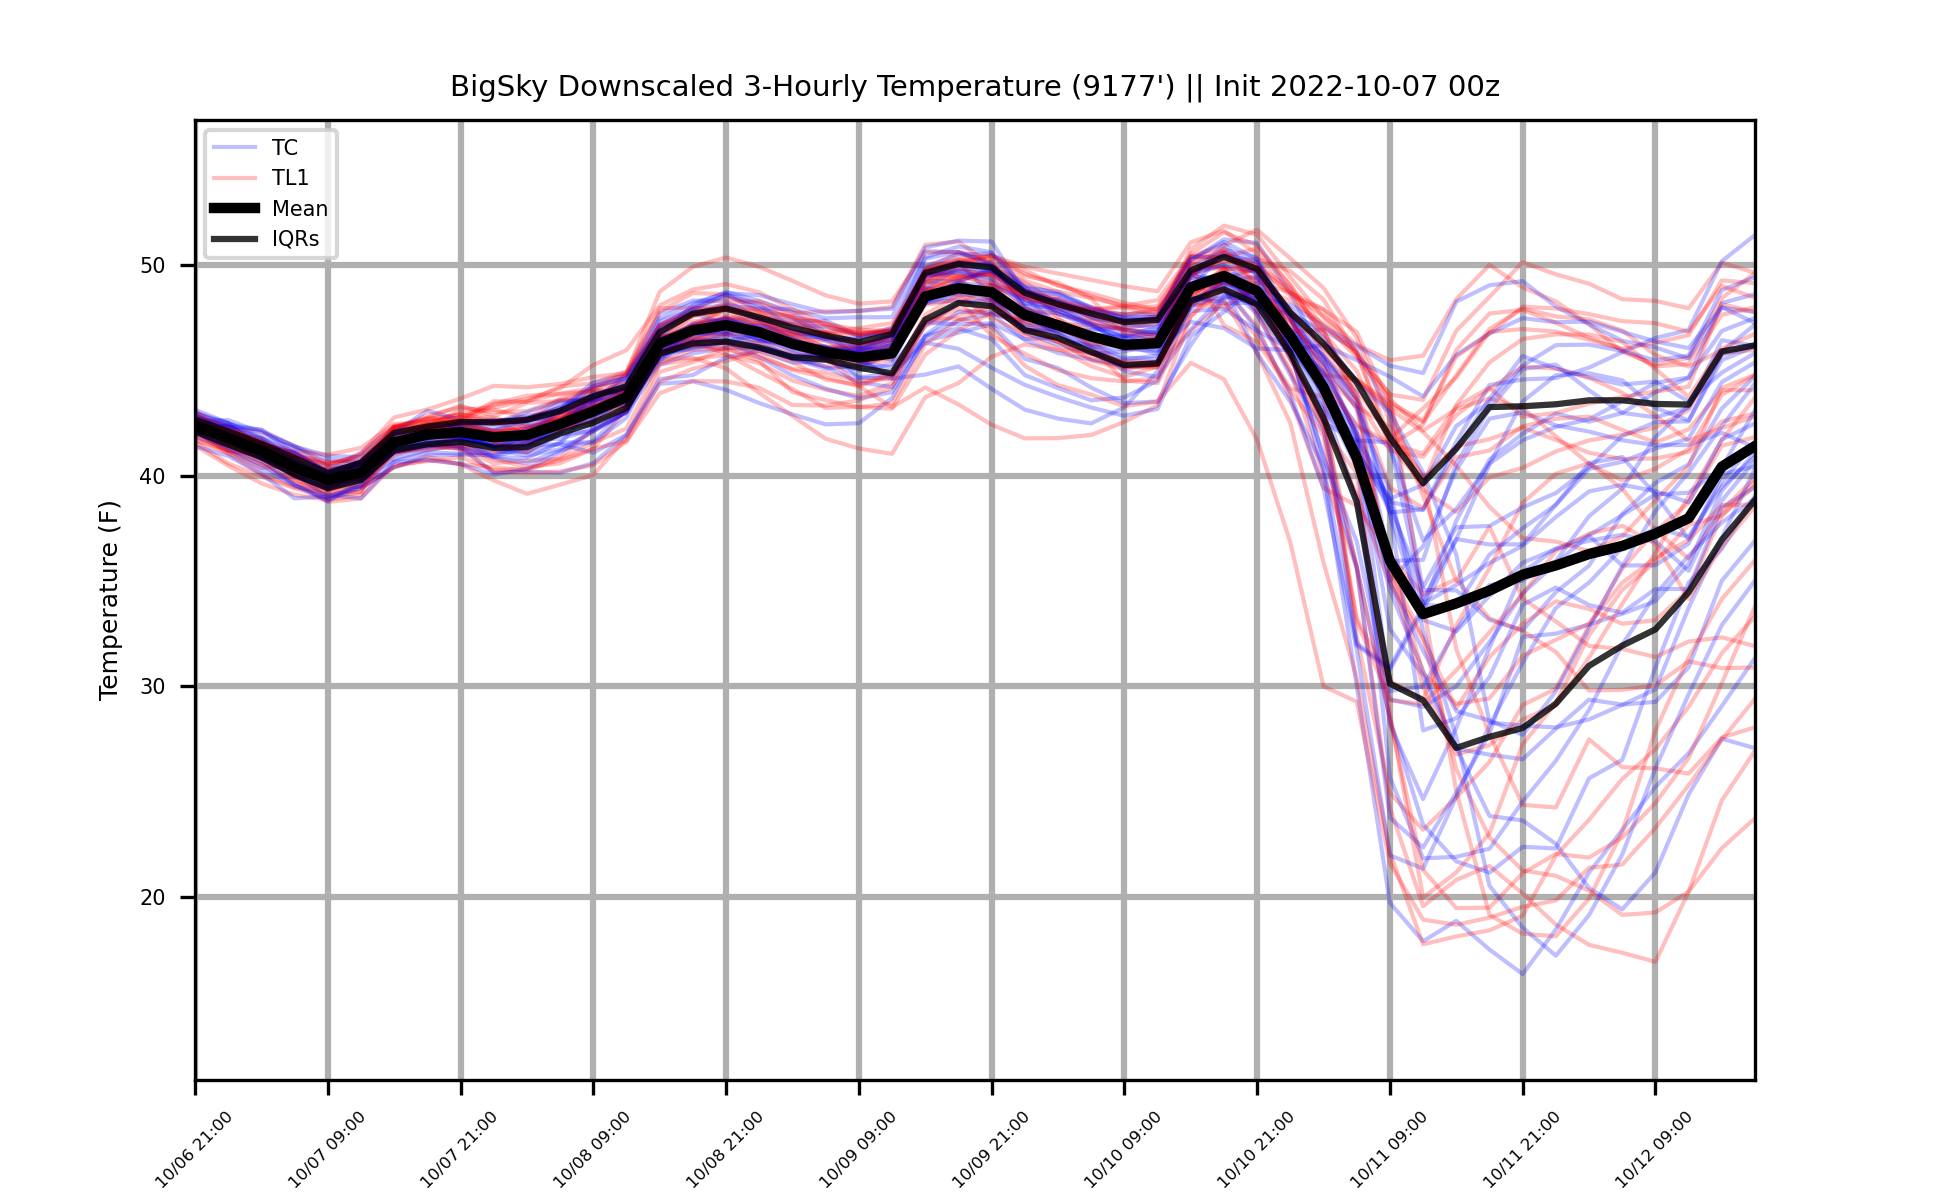 BigSky Downscaled 3-Hourly Temperature (9177') || Init 2022-10-07 00z
TC
TL1
Mean
IQRs
Temperature (F)
50
40
30
20
10/06 21:00
10/07 09:00
10/07 21:00
10/08 09:00
10/08 21:00
10/09 09:00
10/09 21:00
10/10 09:00
10/10 21:00
10/11 09:00
10/11 21:00
10/12 09:00